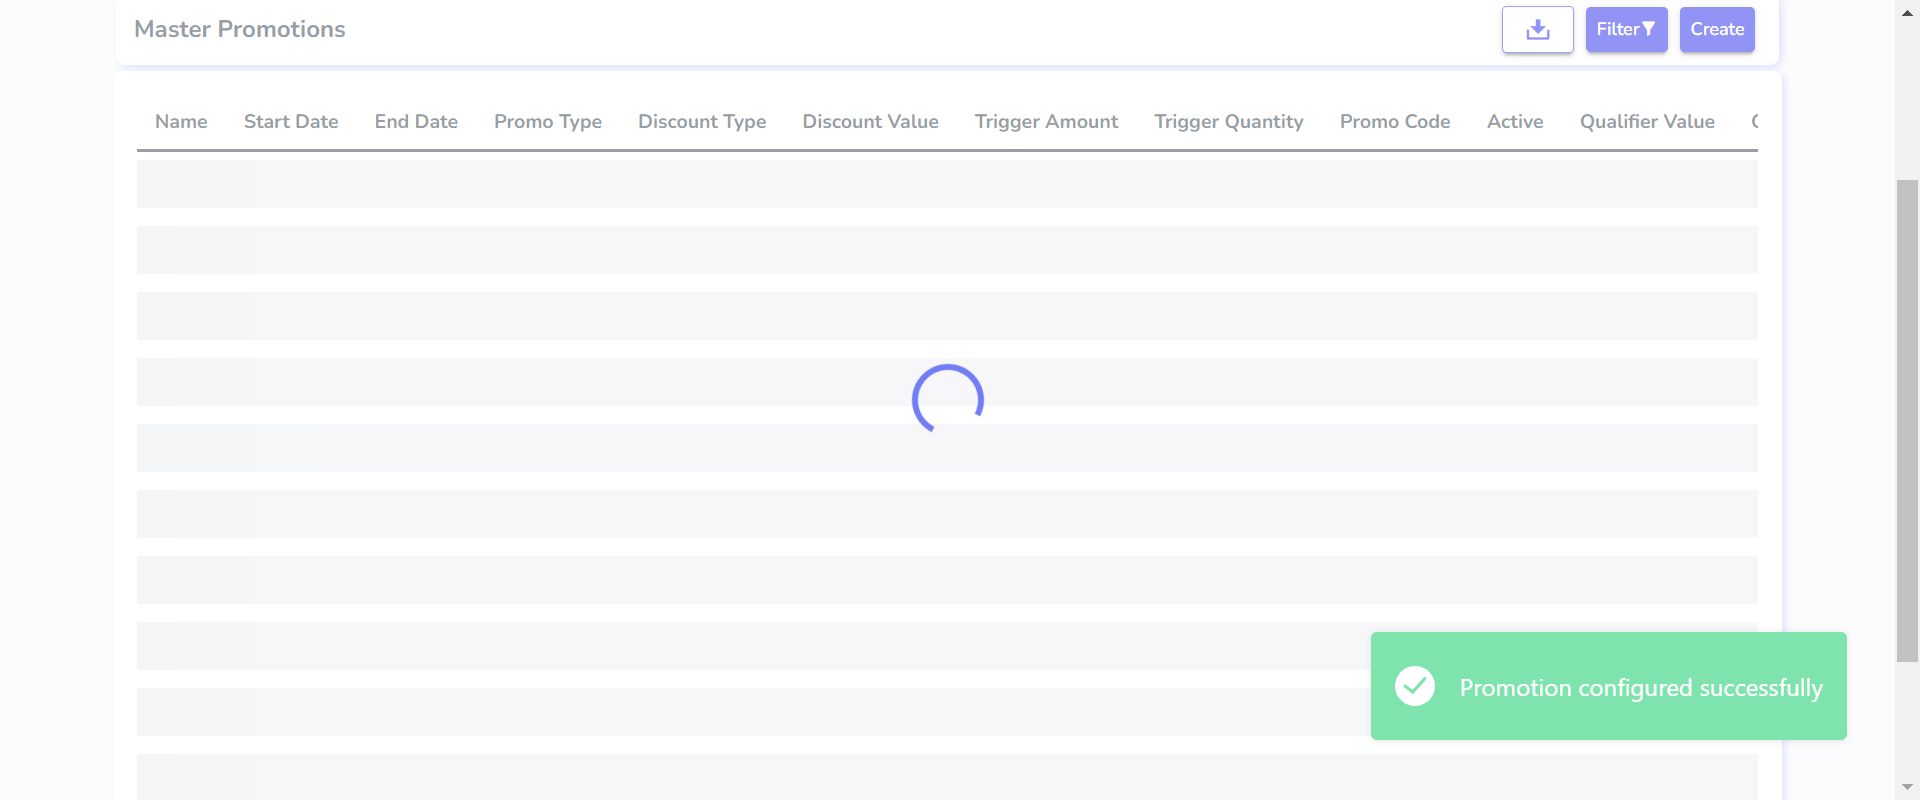 Master Promotions
Filter
Create
Name Start Date End Date Promo Type Discount Type Discount Value Trigger Amount Trigger Quantity Promo Code Active Qualifier Value
Promotion configured successfully